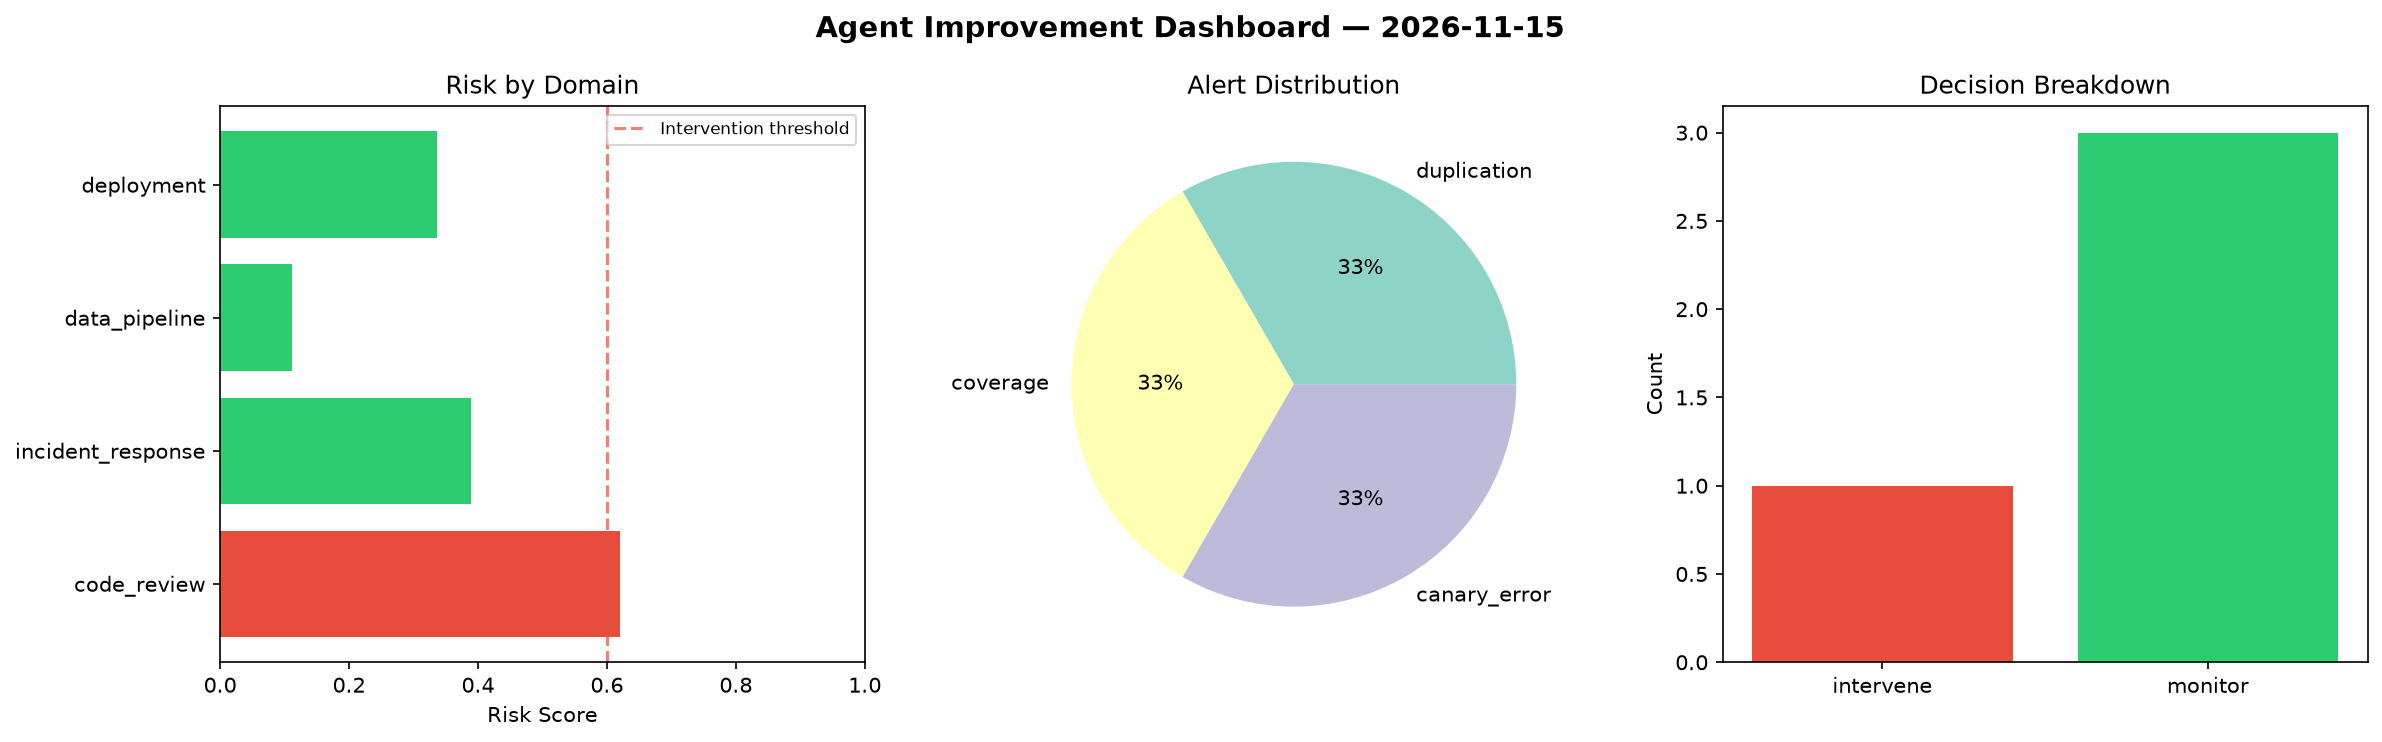 Agent Improvement Dashboard — 2026-11-15
Risk by Domain
Intervention threshold
deployment
data_pipeline
incident_response
code_review
0.0 0.2 0.4 0.6 0.8 1.0
Risk Score
Alert Distribution
duplication
33%
coverage
33%
33%
canary_error
Decision Breakdown
Count
3.0
2.5
2.0
1.5
1.0
0.5
0.0
intervene monitor